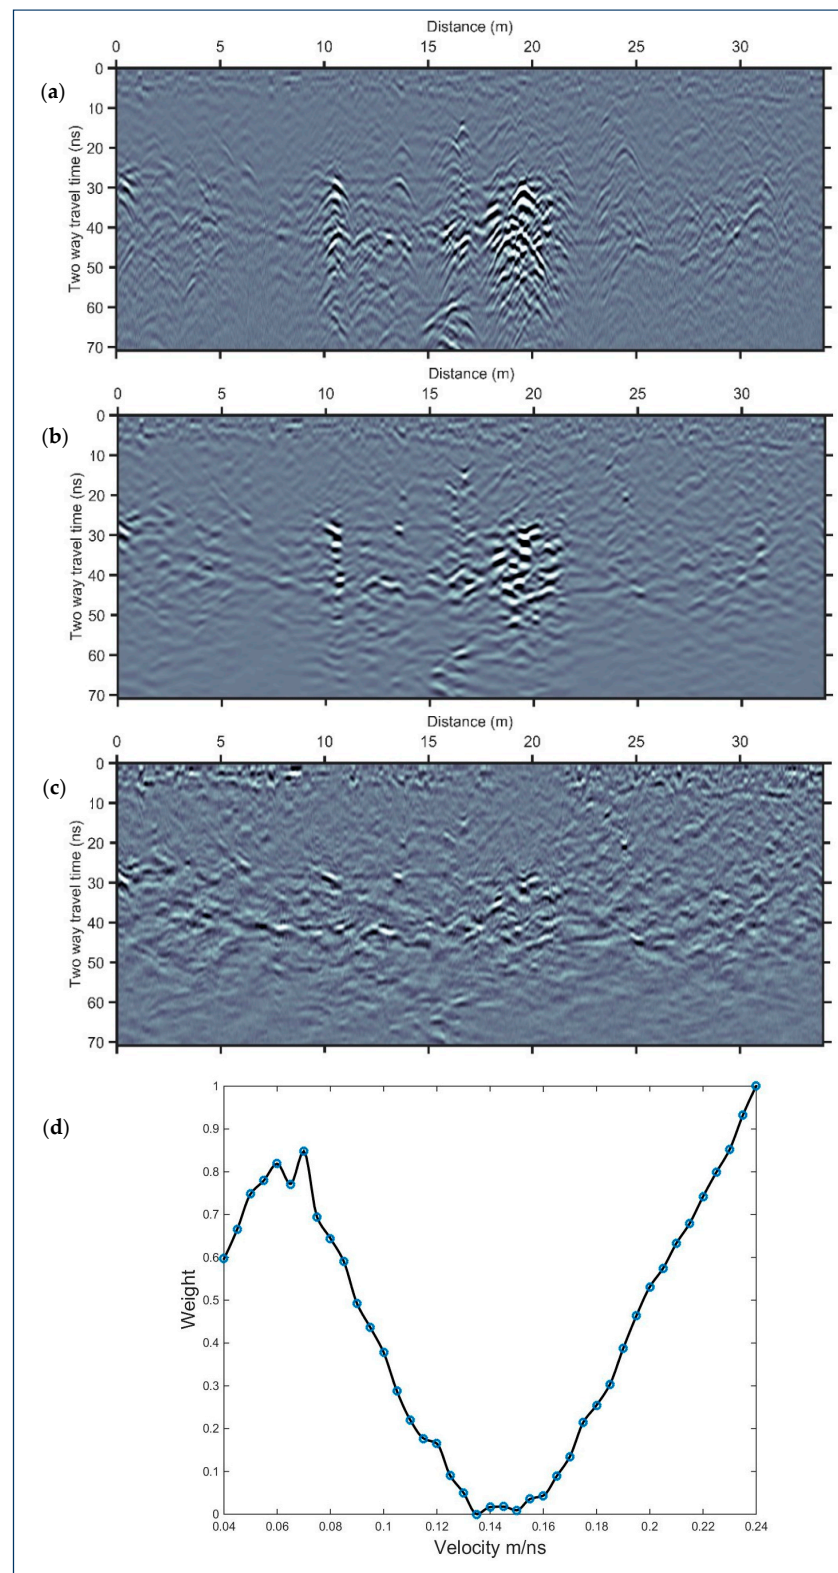 Distance (m)
0 5 10 15 20 25 30
(a)
Two way travel time (ns)
0
10
20
30
40
50
60
70
Distance (m)
0 5 10 15 20 25 30
(b)
Two way travel time (ns)
0
10
20
30
40
50
60
70
Distance (m)
0 5 10 15 20 25 30
(c)
Two way travel time (ns)
0
10
20
30
40
50
60
70
(d)
Weight
1
0.9
0.8
0.7
0.6
0.5
0.4
0.3
0.2
0.1
0
0.04 0.06 0.08 0.1 0.12 0.14 0.16 0.18 0.2 0.22 0.24
Velocity m/ns